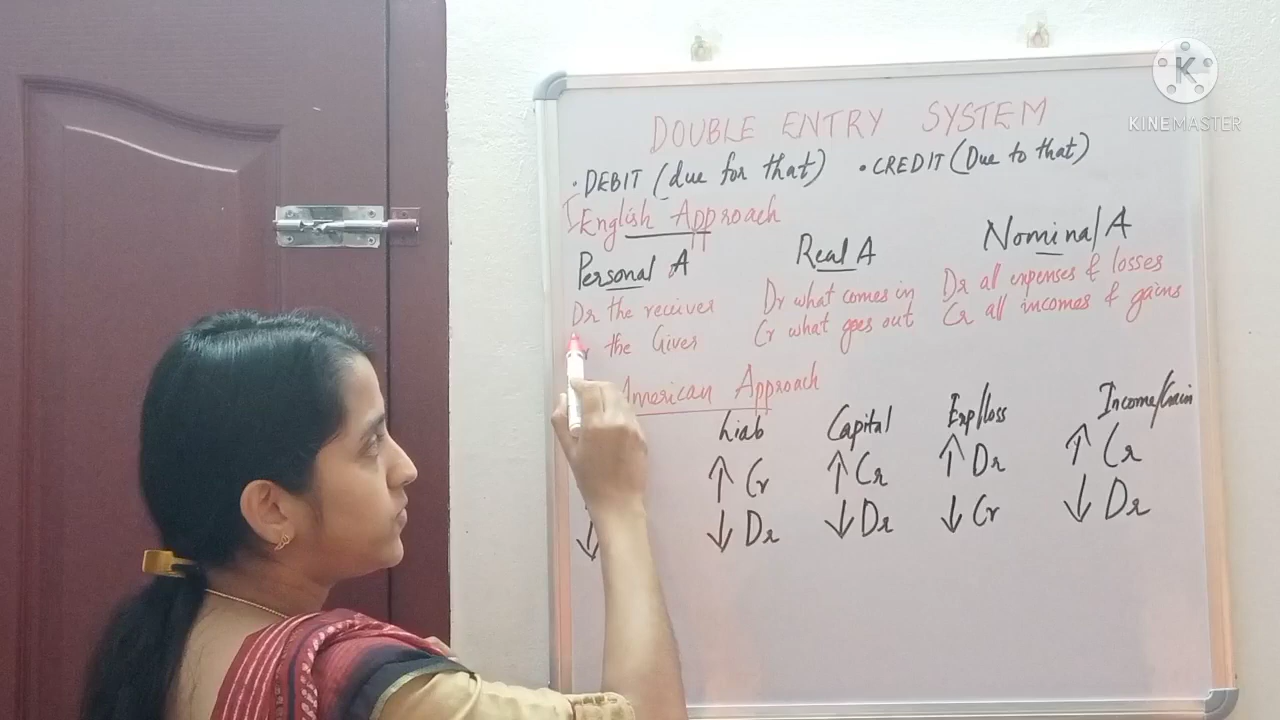 DOUBLE ENTRY SYSTEM
• DEBIT (due for that) • CREDIT (Due to that)
I English Approach
Personal A Real A Nominal A
Dr the reciver Dr what comes in Dr all expenses & losses
the Giver Cr what goes out Cr all incomes & gains
American Approach
Liab Capital Exp/loss Income/Gain
↑ Cr ↑ Cr ↑ Dr ↑ Cr
↓ ↓ Dr ↓ Dr ↓ Cr ↓ Dr
K
KINEMASTER